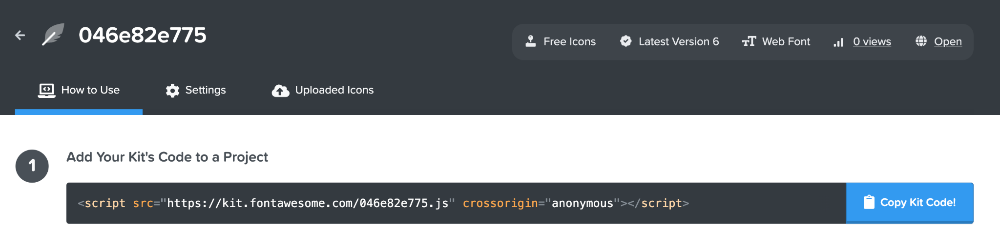 046e82e775
Free Icons Latest Version 6 Web Font 0 views Open
How to Use Settings Uploaded Icons
1 Add Your Kit's Code to a Project
<script src="https://kit.fontawesome.com/046e82e775.js" crossorigin="anonymous"></script> Copy Kit Code!